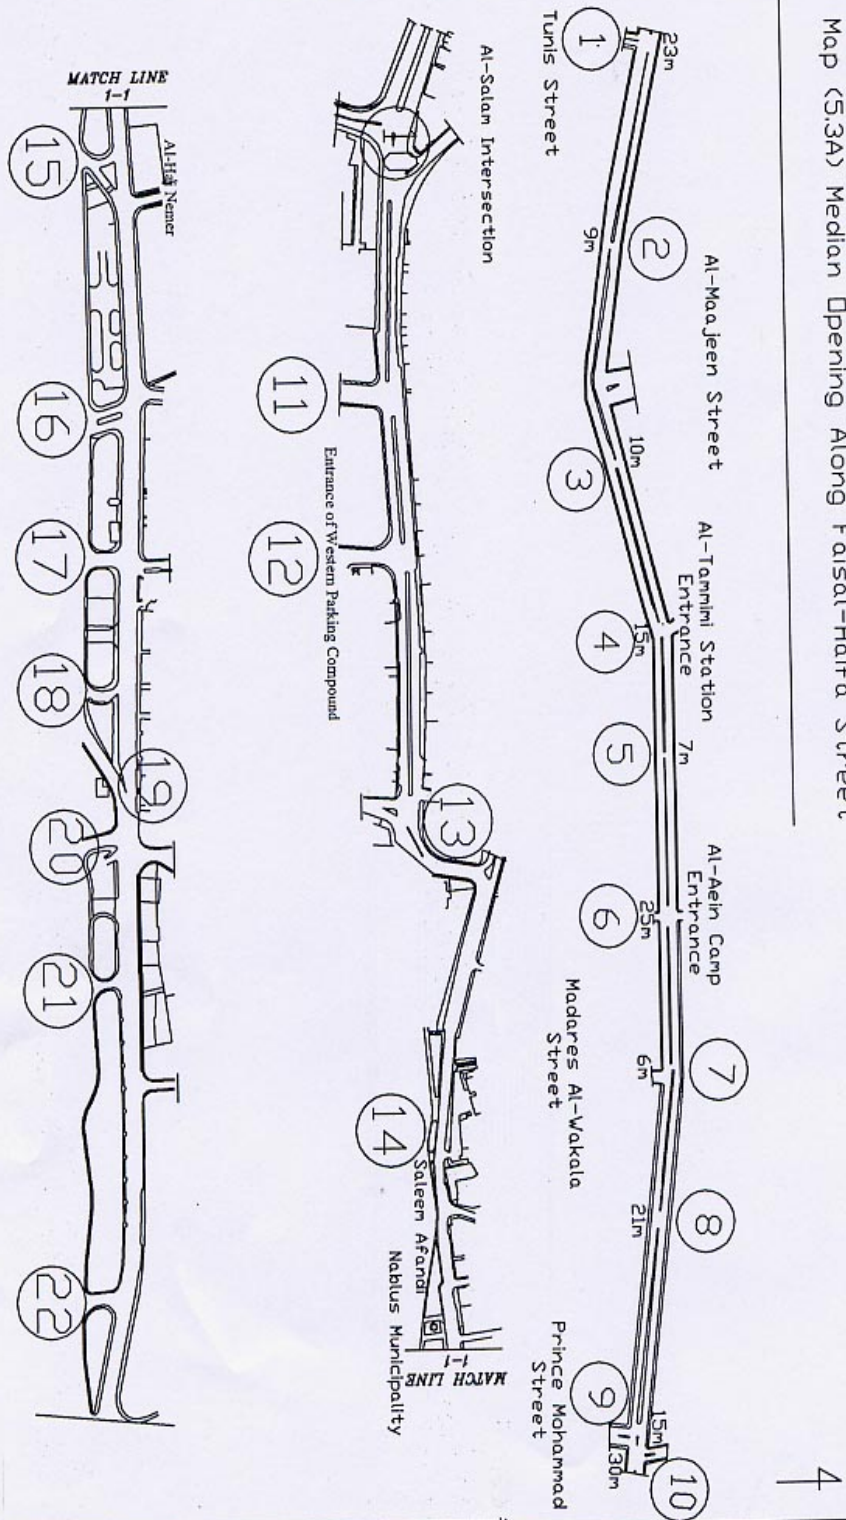 Map (5.3A) Median Opening Along Faisal-Haifa Street
4
1
23m
Tunis Street
2
9m
Al-Maajeen Street
10m
3
Al-Tammimi Station
Entrance
15m
4
7m
5
Al-Aein Camp
Entrance
25m
6
Madares Al-Wakala
Street
6m
7
21m
8
Prince Mohammad
Street
9
15m
30m
10
Al-Salam Intersection
11
Entrance of Western Parking Compound
12
13
14
Saleem Afandi
Nablus Municipality
MATCH LINE
1-1
MATCH LINE
1-1
Al-Haj Nemer
15
16
17
18
19
20
21
22